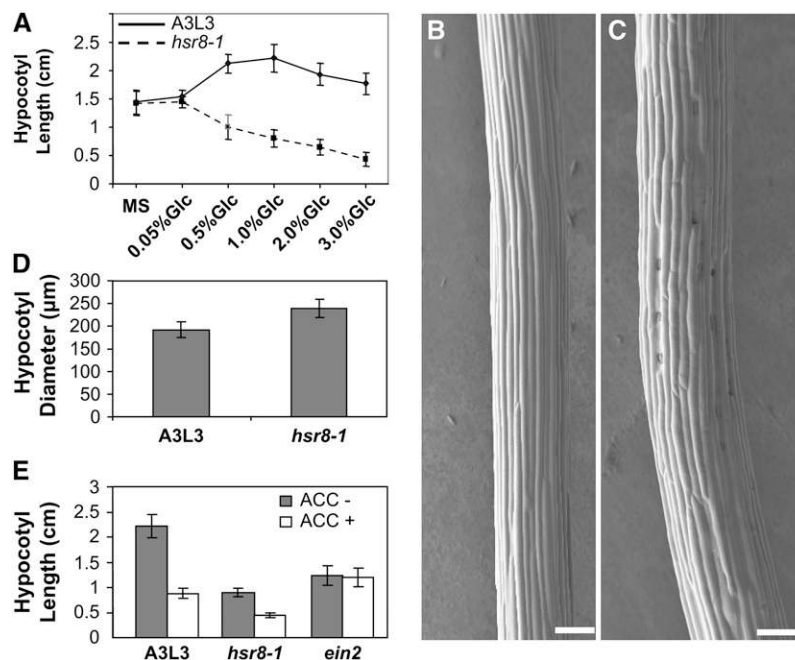 A
A3L3
hsr8-1
Hypocotyl
Length (cm)
2.5
2
1.5
1
0.5
0
MS
0.05%Glc
0.5%Glc
1.0%Glc
2.0%Glc
3.0%Glc
B
C
D
Hypocotyl
Diameter (µm)
300
250
200
150
100
50
0
A3L3
hsr8-1
E
Hypocotyl
Length (cm)
3
2.5
2
1.5
1
0.5
0
ACC -
ACC +
A3L3
hsr8-1
ein2